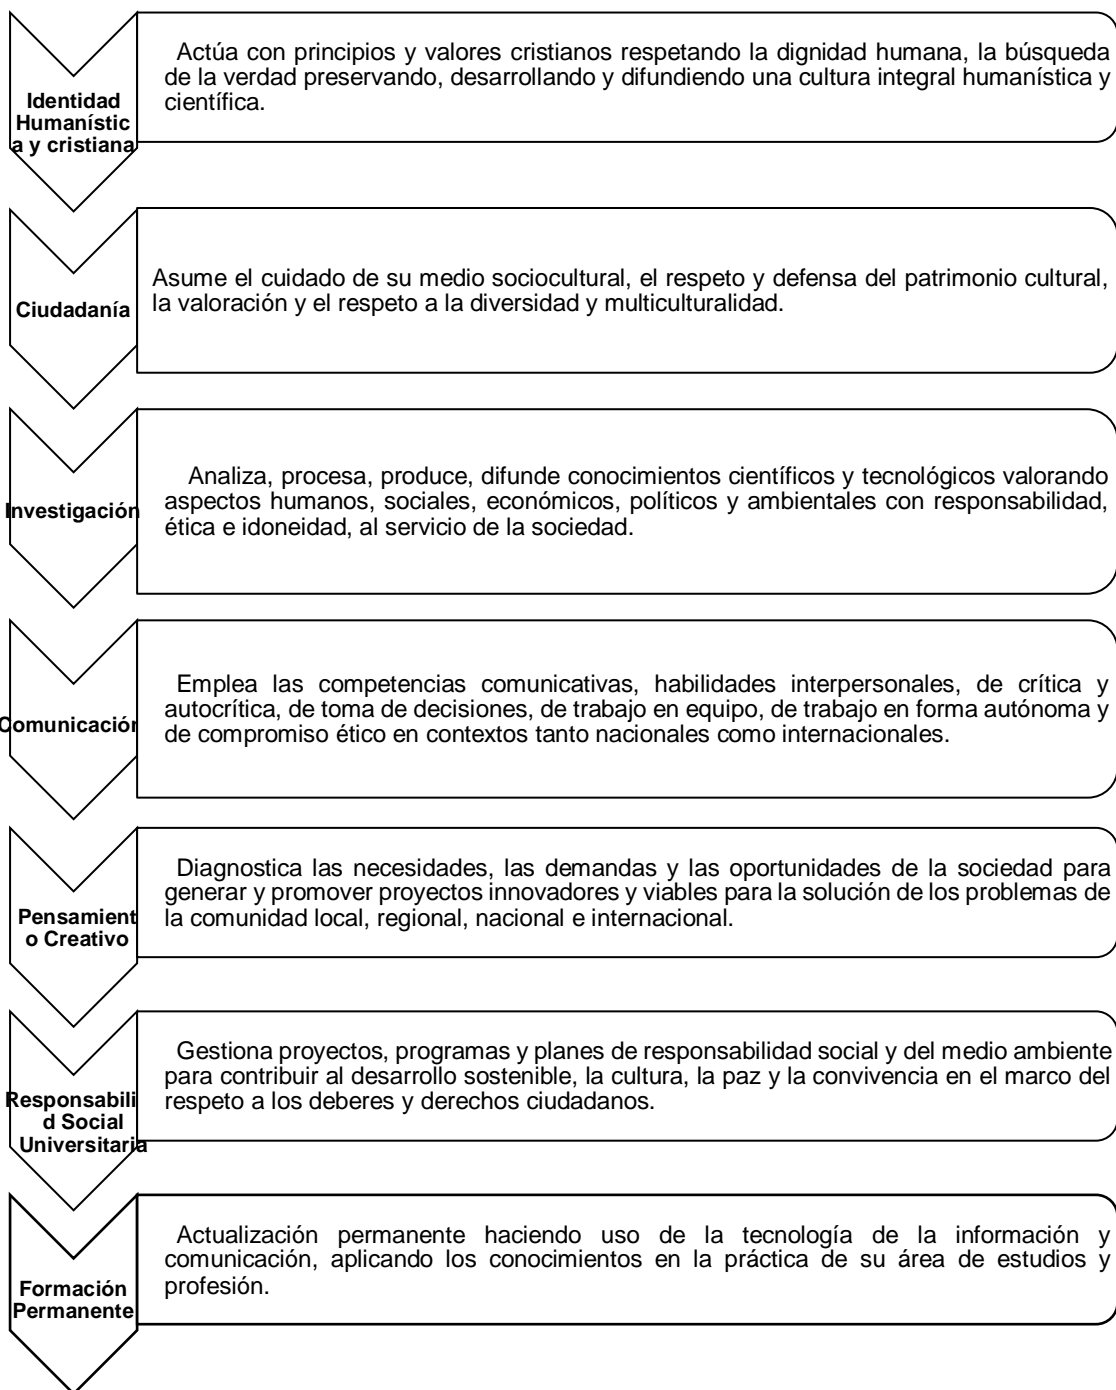 Identidad
Humanístic
a y cristiana
Actúa con principios y valores cristianos respetando la dignidad humana, la búsqueda
de la verdad preservando, desarrollando y difundiendo una cultura integral humanística y
científica.
Ciudadanía
Asume el cuidado de su medio sociocultural, el respeto y defensa del patrimonio cultural,
la valoración y el respeto a la diversidad y multiculturalidad.
Investigación
Analiza, procesa, produce, difunde conocimientos científicos y tecnológicos valorando
aspectos humanos, sociales, económicos, políticos y ambientales con responsabilidad,
ética e idoneidad, al servicio de la sociedad.
Comunicación
Emplea las competencias comunicativas, habilidades interpersonales, de crítica y
autocrítica, de toma de decisiones, de trabajo en equipo, de trabajo en forma autónoma y
de compromiso ético en contextos tanto nacionales como internacionales.
Pensamient
o Creativo
Diagnostica las necesidades, las demandas y las oportunidades de la sociedad para
generar y promover proyectos innovadores y viables para la solución de los problemas de
la comunidad local, regional, nacional e internacional.
Responsabili
d Social
Universitaria
Gestiona proyectos, programas y planes de responsabilidad social y del medio ambiente
para contribuir al desarrollo sostenible, la cultura, la paz y la convivencia en el marco del
respeto a los deberes y derechos ciudadanos.
Formación
Permanente
Actualización permanente haciendo uso de la tecnología de la información y
comunicación, aplicando los conocimientos en la práctica de su área de estudios y
profesión.